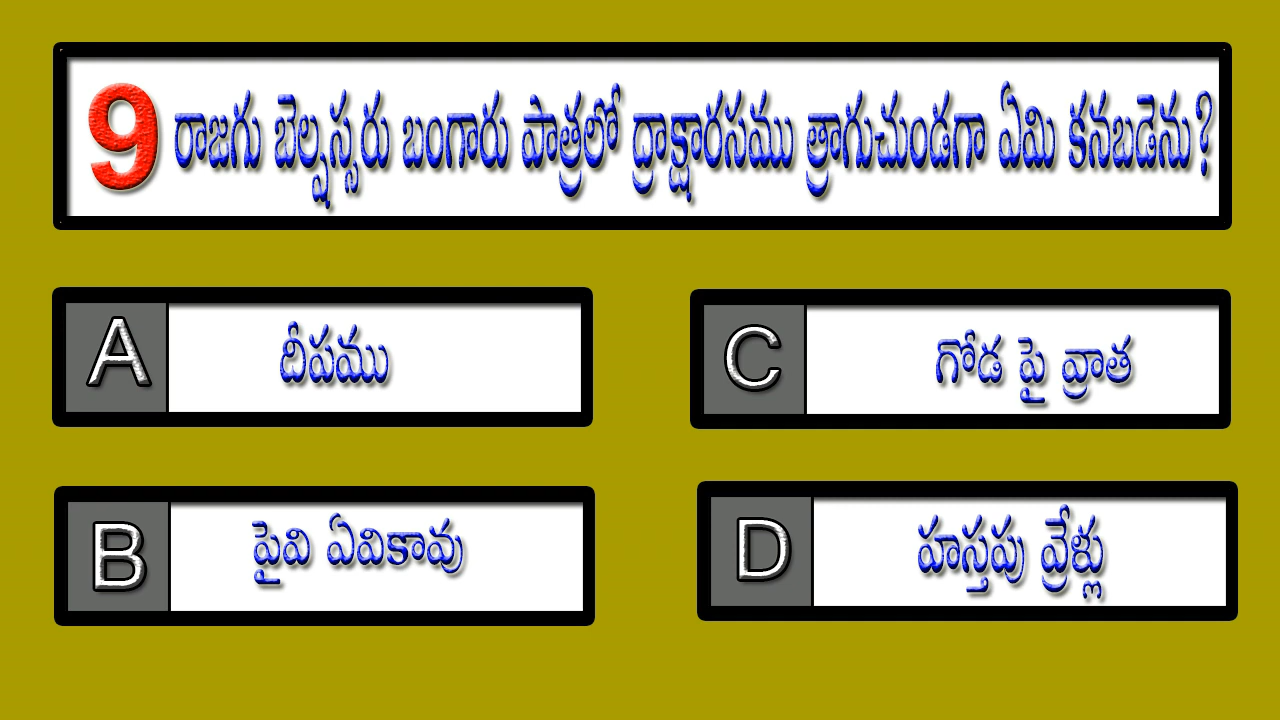 9 రాజగు బెల్షస్సరు బంగారు పాత్రలో ద్రాక్షారసము త్రాగుచుండగా ఏమి కనబడెను?
A దీపము
C గోడ పై వ్రాత
B పైవి ఏవికావు
D హస్తపు వ్రేళ్లు